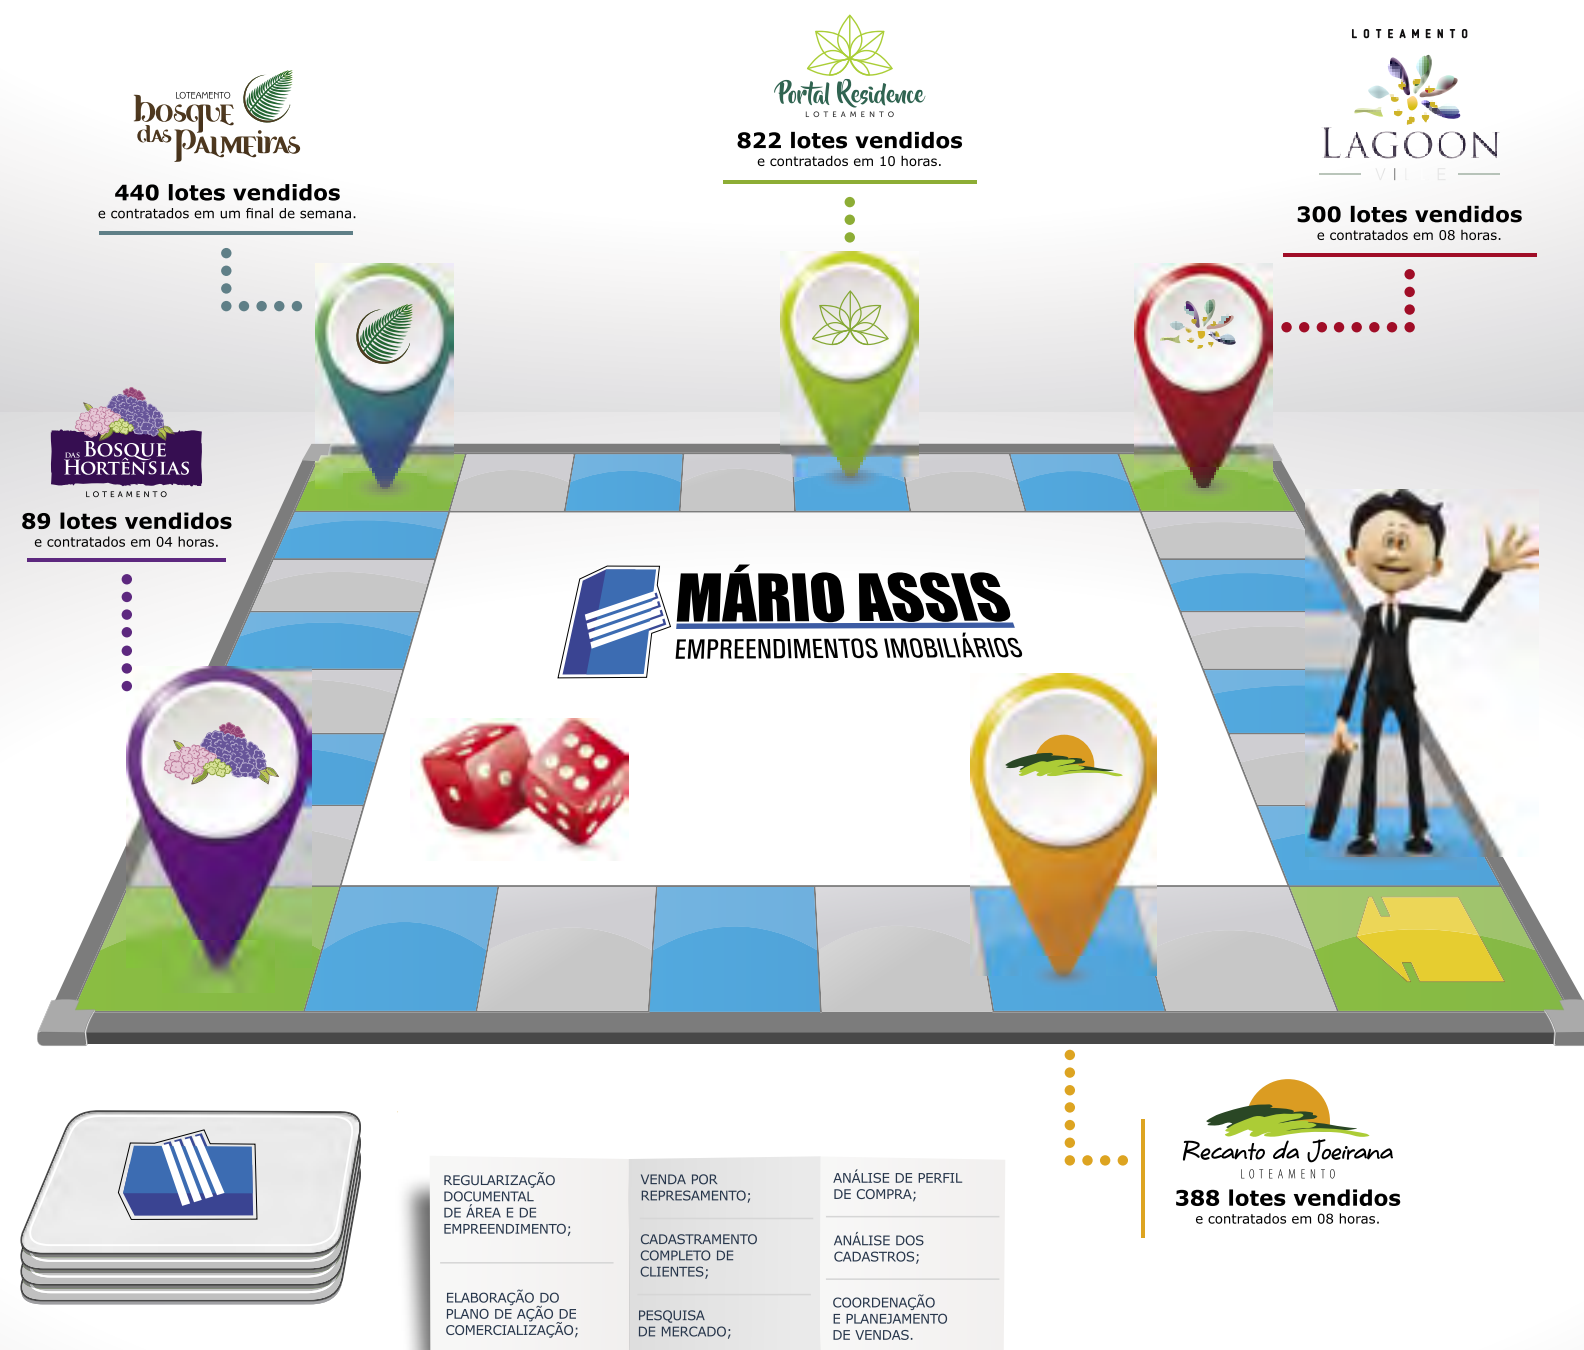 LOTEAMENTO
bosque
das Palmeiras
440 lotes vendidos
e contratados em um final de semana.
Portal Residence
LOTEAMENTO
822 lotes vendidos
e contratados em 10 horas.
LOTEAMENTO
LAGOON
300 lotes vendidos
e contratados em 08 horas.
BOSQUE
DAS HORTÊNSIAS
LOTEAMENTO
89 lotes vendidos
e contratados em 04 horas.
MÁRIO ASSIS
EMPREENDIMENTOS IMOBILIÁRIOS
Recanto da Joeirana
LOTEAMENTO
388 lotes vendidos
e contratados em 08 horas.
REGULARIZAÇÃO
DOCUMENTAL
DE ÁREA E DE
EMPREENDIMENTO;
ELABORAÇÃO DO
PLANO DE AÇÃO DE
COMERCIALIZAÇÃO;
VENDA POR
REPRESAMENTO;
CADASTRAMENTO
COMPLETO DE
CLIENTES;
PESQUISA
DE MERCADO;
ANÁLISE DE PERFIL
DE COMPRA;
ANÁLISE DOS
CADASTROS;
COORDENAÇÃO
E PLANEJAMENTO
DE VENDAS.